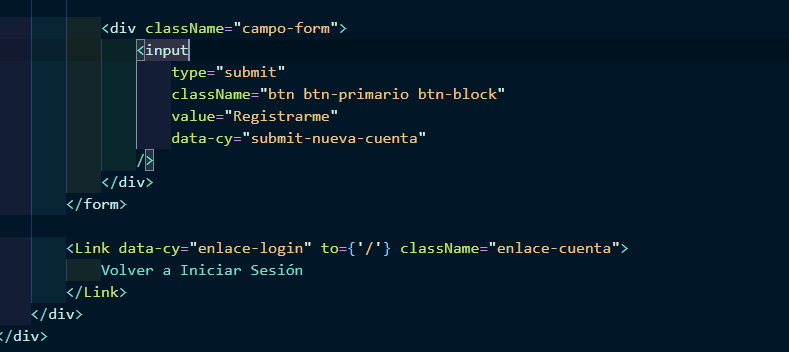 <div className="campo-form">
<input
type="submit"
className="btn btn-primario btn-block"
value="Registrarme"
data-cy="submit-nueva-cuenta"
/>
</div>
</form>
<Link data-cy="enlace-login" to={'/'} className="enlace-cuenta">
Volver a Iniciar Sesión
</Link>
</div>
</div>